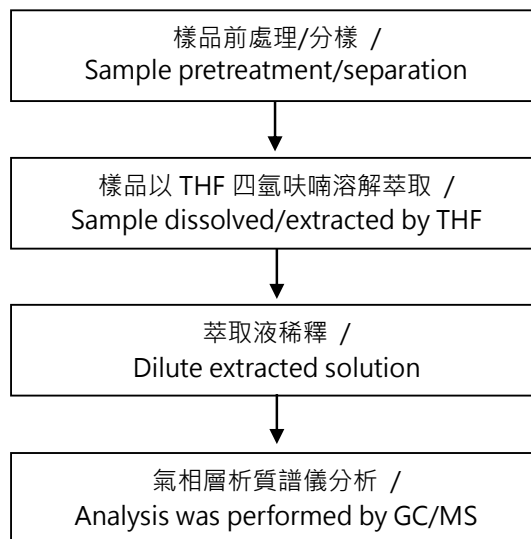 樣品前處理/分樣 /
Sample pretreatment/separation
樣品以 THF 四氫呋喃溶解萃取 /
Sample dissolved/extracted by THF
萃取液稀釋 /
Dilute extracted solution
氣相層析質譜儀分析 /
Analysis was performed by GC/MS